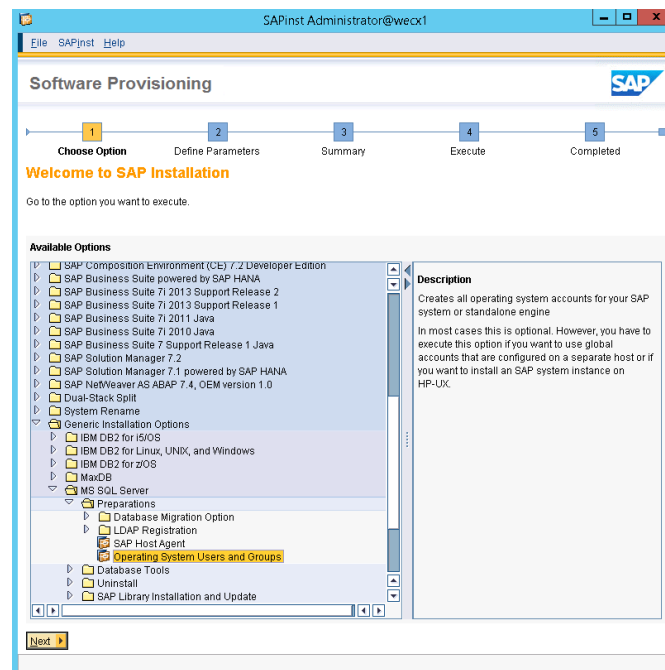 SAPinst Administrator@wecx1
File SAPinst Help
Software Provisioning
SAP
1 2 3 4 5
Choose Option Define Parameters Summary Execute Completed
Welcome to SAP Installation
Go to the option you want to execute.
Available Options
SAP Composition Environment (CE) 7.2 Developer Edition
SAP Business Suite powered by SAP HANA
SAP Business Suite 7i 2013 Support Release 2
SAP Business Suite 7i 2013 Support Release 1
SAP Business Suite 7i 2011 Java
SAP Business Suite 7i 2010 Java
SAP Business Suite 7 Support Release 1 Java
SAP Solution Manager 7.2
SAP Solution Manager 7.1 powered by SAP HANA
SAP NetWeaver AS ABAP 7.4, OEM version 1.0
Dual-Stack Split
System Rename
Generic Installation Options
IBM DB2 for i5/OS
IBM DB2 for Linux, UNIX, and Windows
IBM DB2 for z/OS
MaxDB
MS SQL Server
Preparations
Database Migration Option
LDAP Registration
SAP Host Agent
Operating System Users and Groups
Database Tools
Uninstall
SAP Library Installation and Update
Description
Creates all operating system accounts for your SAP
system or standalone engine
In most cases this is optional. However, you have to
execute this option if you want to use global
accounts that are configured on a separate host or if
you want to install an SAP system instance on
HP-UX.
Next